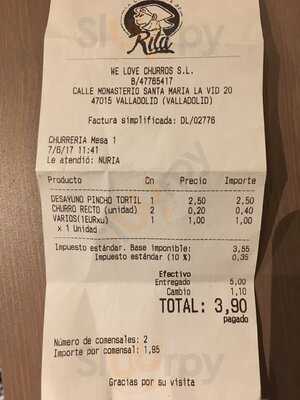 Rita
WE LOVE CHURROS S.L.
B/47765417
CALLE MONASTERIO SANTA MARIA LA VID 20
47015 VALLADOLID (VALLADOLID)
Factura simplificada: DL/02776
CHURRERIA Mesa 1
7/6/17 11:41
Le atendió: NURIA
Producto Cn Precio Importe
DESAYUNO PINCHO TORTIL 1 2,50 2,50
CHURRO RECTO (unidad) 2 0,20 0,40
VARIOS(1EURxu) 1 1,00 1,00
x 1 Unidad
Impuesto estándar. Base imponible: 3,55
Impuesto estándar (10 %) 0,35
Efectivo
Entregado 5,00
Cambio 1,10
TOTAL: 3,90
pagado
Número de comensales: 2
Importe por comensal: 1,95
Gracias por su visita